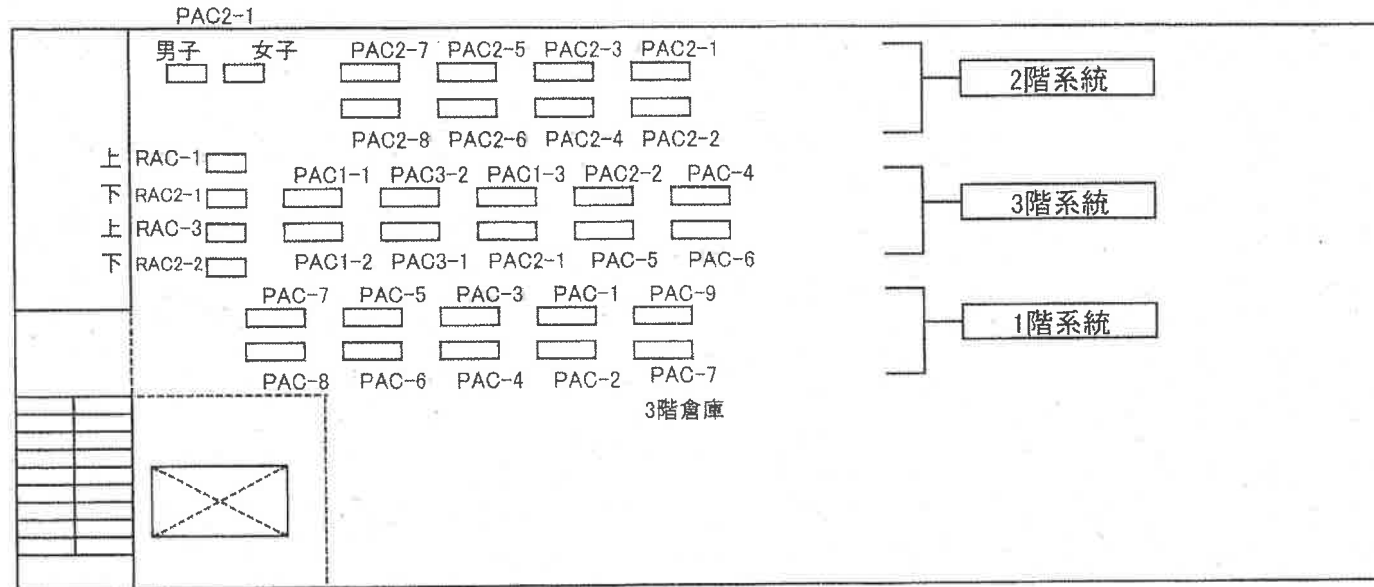 PAC2-1
男子 女子 PAC2-7 PAC2-5 PAC2-3 PAC2-1
2階系統
PAC2-8 PAC2-6 PAC2-4 PAC2-2
上 RAC-1
PAC1-1 PAC3-2 PAC1-3 PAC2-2 PAC-4
下 RAC2-1
3階系統
上 RAC-3
下 RAC2-2
PAC1-2 PAC3-1 PAC2-1 PAC-5 PAC-6
PAC-7 PAC-5 PAC-3 PAC-1 PAC-9
1階系統
PAC-8 PAC-6 PAC-4 PAC-2 PAC-7
3階倉庫